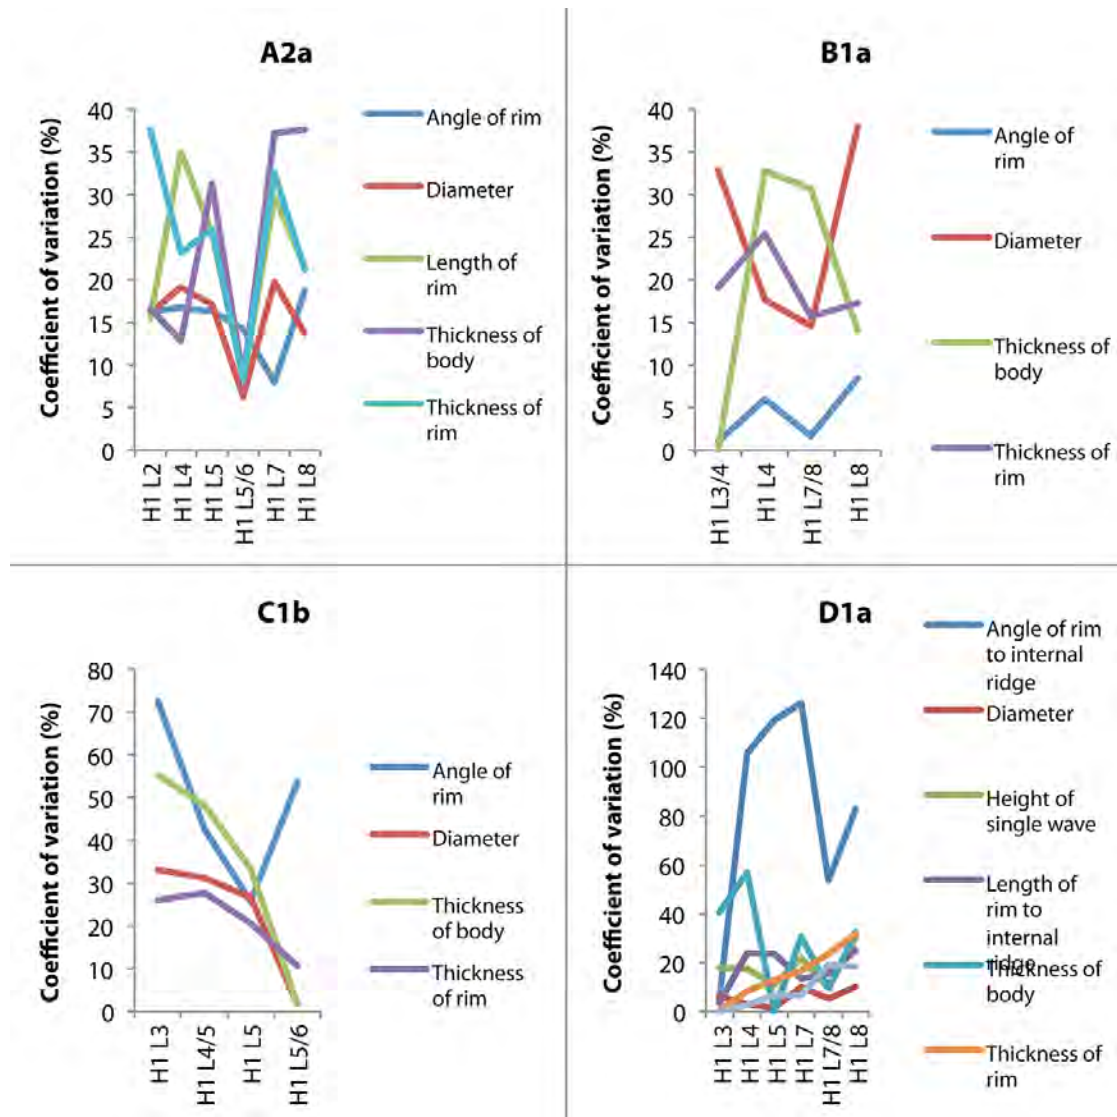 A2a
Coefficient of variation (%)
40
35
30
25
20
15
10
5
0
H1 L2
H1 L4
H1 L5
H1 L5/6
H1 L7
H1 L8
Angle of rim
Diameter
Length of
rim
Thickness of
body
Thickness of
rim
B1a
Coefficient of variation (%)
40
35
30
25
20
15
10
5
0
H1 L3/4
H1 L4
H1 L7/8
H1 L8
Angle of
rim
Diameter
Thickness of
body
Thickness of
rim
C1b
Coefficient of variation (%)
80
70
60
50
40
30
20
10
0
H1 L3
H1 L4/5
H1 L5
H1 L5/6
Angle of
rim
Diameter
Thickness
of body
Thickness
of rim
D1a
Coefficient of variation (%)
140
120
100
80
60
40
20
0
H1 L3
H1 L4
H1 L5
H1 L7
H1 L7/8
H1 L8
Angle of rim
to internal
ridge
Diameter
Height of
single wave
Length of
rim to
internal
ridge
Thickness of
body
Thickness of
rim